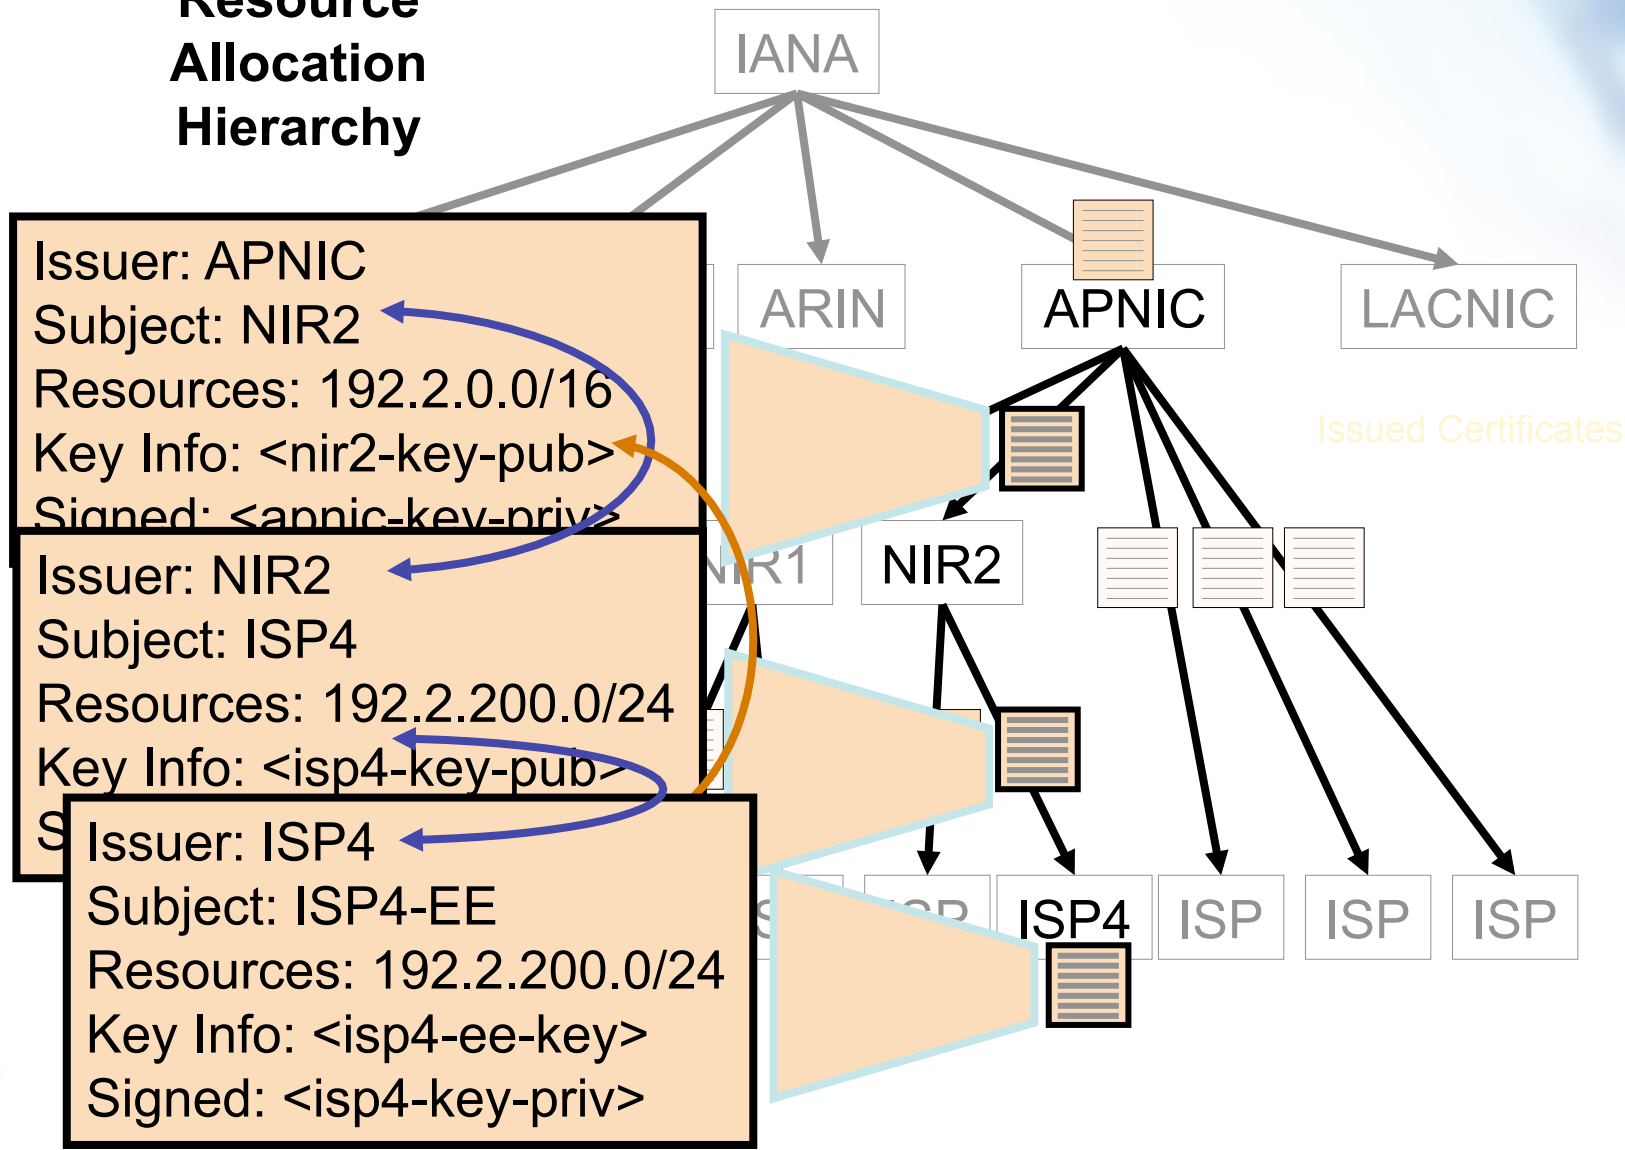 Resource
Allocation
Hierarchy
IANA
ARIN
APNIC
LACNIC
Issuer: APNIC
Subject: NIR2
Resources: 192.2.0.0/16
Key Info: <nir2-key-pub>
Signed: <apnic-key-priv>
Issued Certificates
NIR1
NIR2
Issuer: NIR2
Subject: ISP4
Resources: 192.2.200.0/24
Key Info: <isp4-key-pub>
Issuer: ISP4
Subject: ISP4-EE
Resources: 192.2.200.0/24
Key Info: <isp4-ee-key>
Signed: <isp4-key-priv>
ISP4
ISP
ISP
ISP